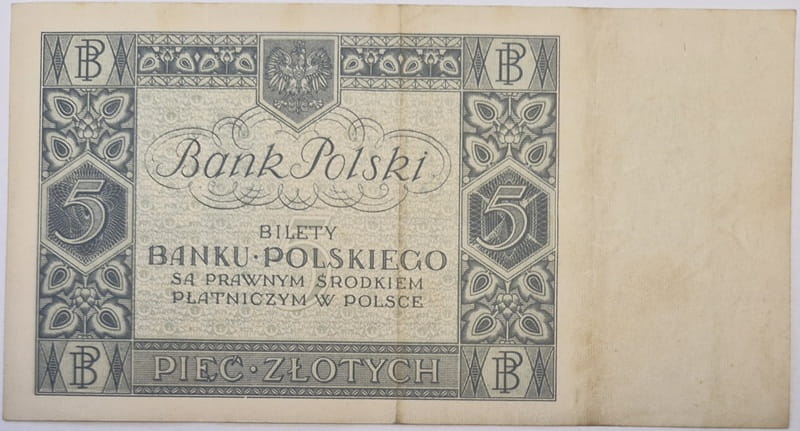 BP BP
Bank Polski
5 5
BILETY
BANKU·POLSKIEGO
SĄ PRAWNYM ŚRODKIEM
PŁATNICZYM W POLSCE
BP PIĘĆ·ZŁOTYCH BP